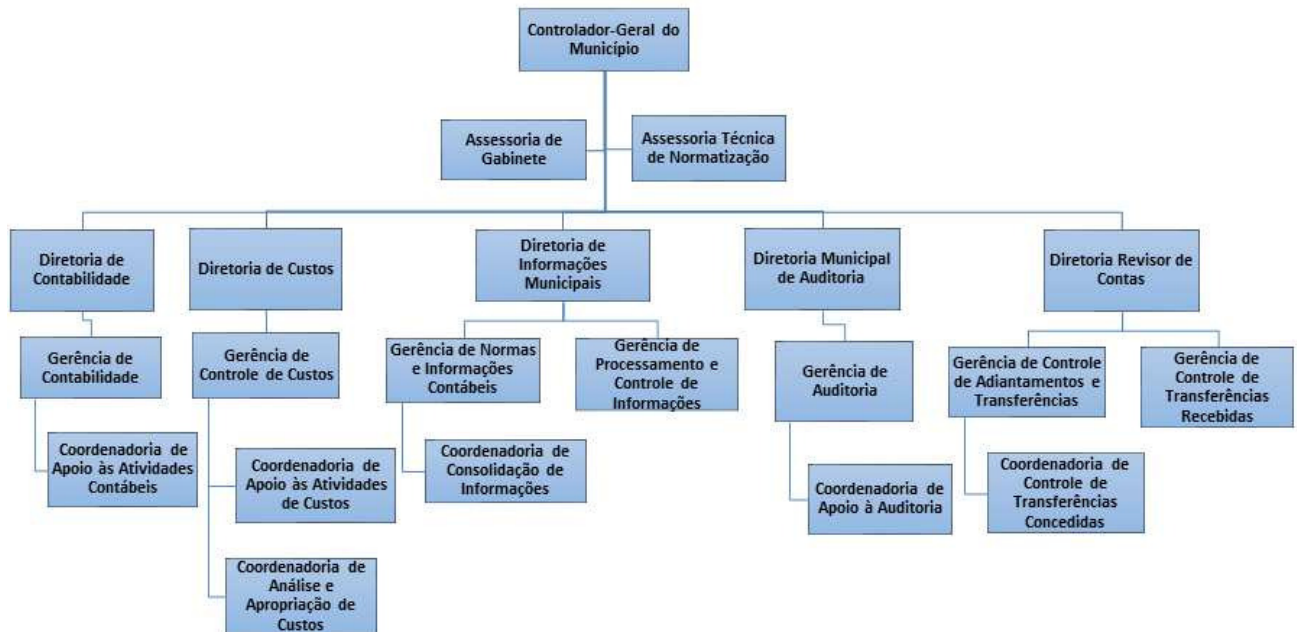 Controlador-Geral do
Município
Assessoria de
Gabinete
Assessoria Técnica
de Normatização
Diretoria de
Contabilidade
Diretoria de Custos
Diretoria de
Informações
Municipais
Diretoria Municipal
de Auditoria
Diretoria Revisor de
Contas
Gerência de
Contabilidade
Gerência de
Controle de Custos
Gerência de Normas
e Informações
Contábeis
Gerência de
Processamento e
Controle de
Informações
Gerência de
Auditoria
Gerência de Controle
de Adiantamentos e
Transferências
Gerência de
Controle de
Transferências
Recebidas
Coordenadoria de
Apoio às Atividades
Contábeis
Coordenadoria de
Apoio às Atividades
de Custos
Coordenadoria de
Consolidação de
Informações
Coordenadoria de
Apoio à Auditoria
Coordenadoria de
Controle de
Transferências
Concedidas
Coordenadoria de
Análise e
Apropriação de
Custos